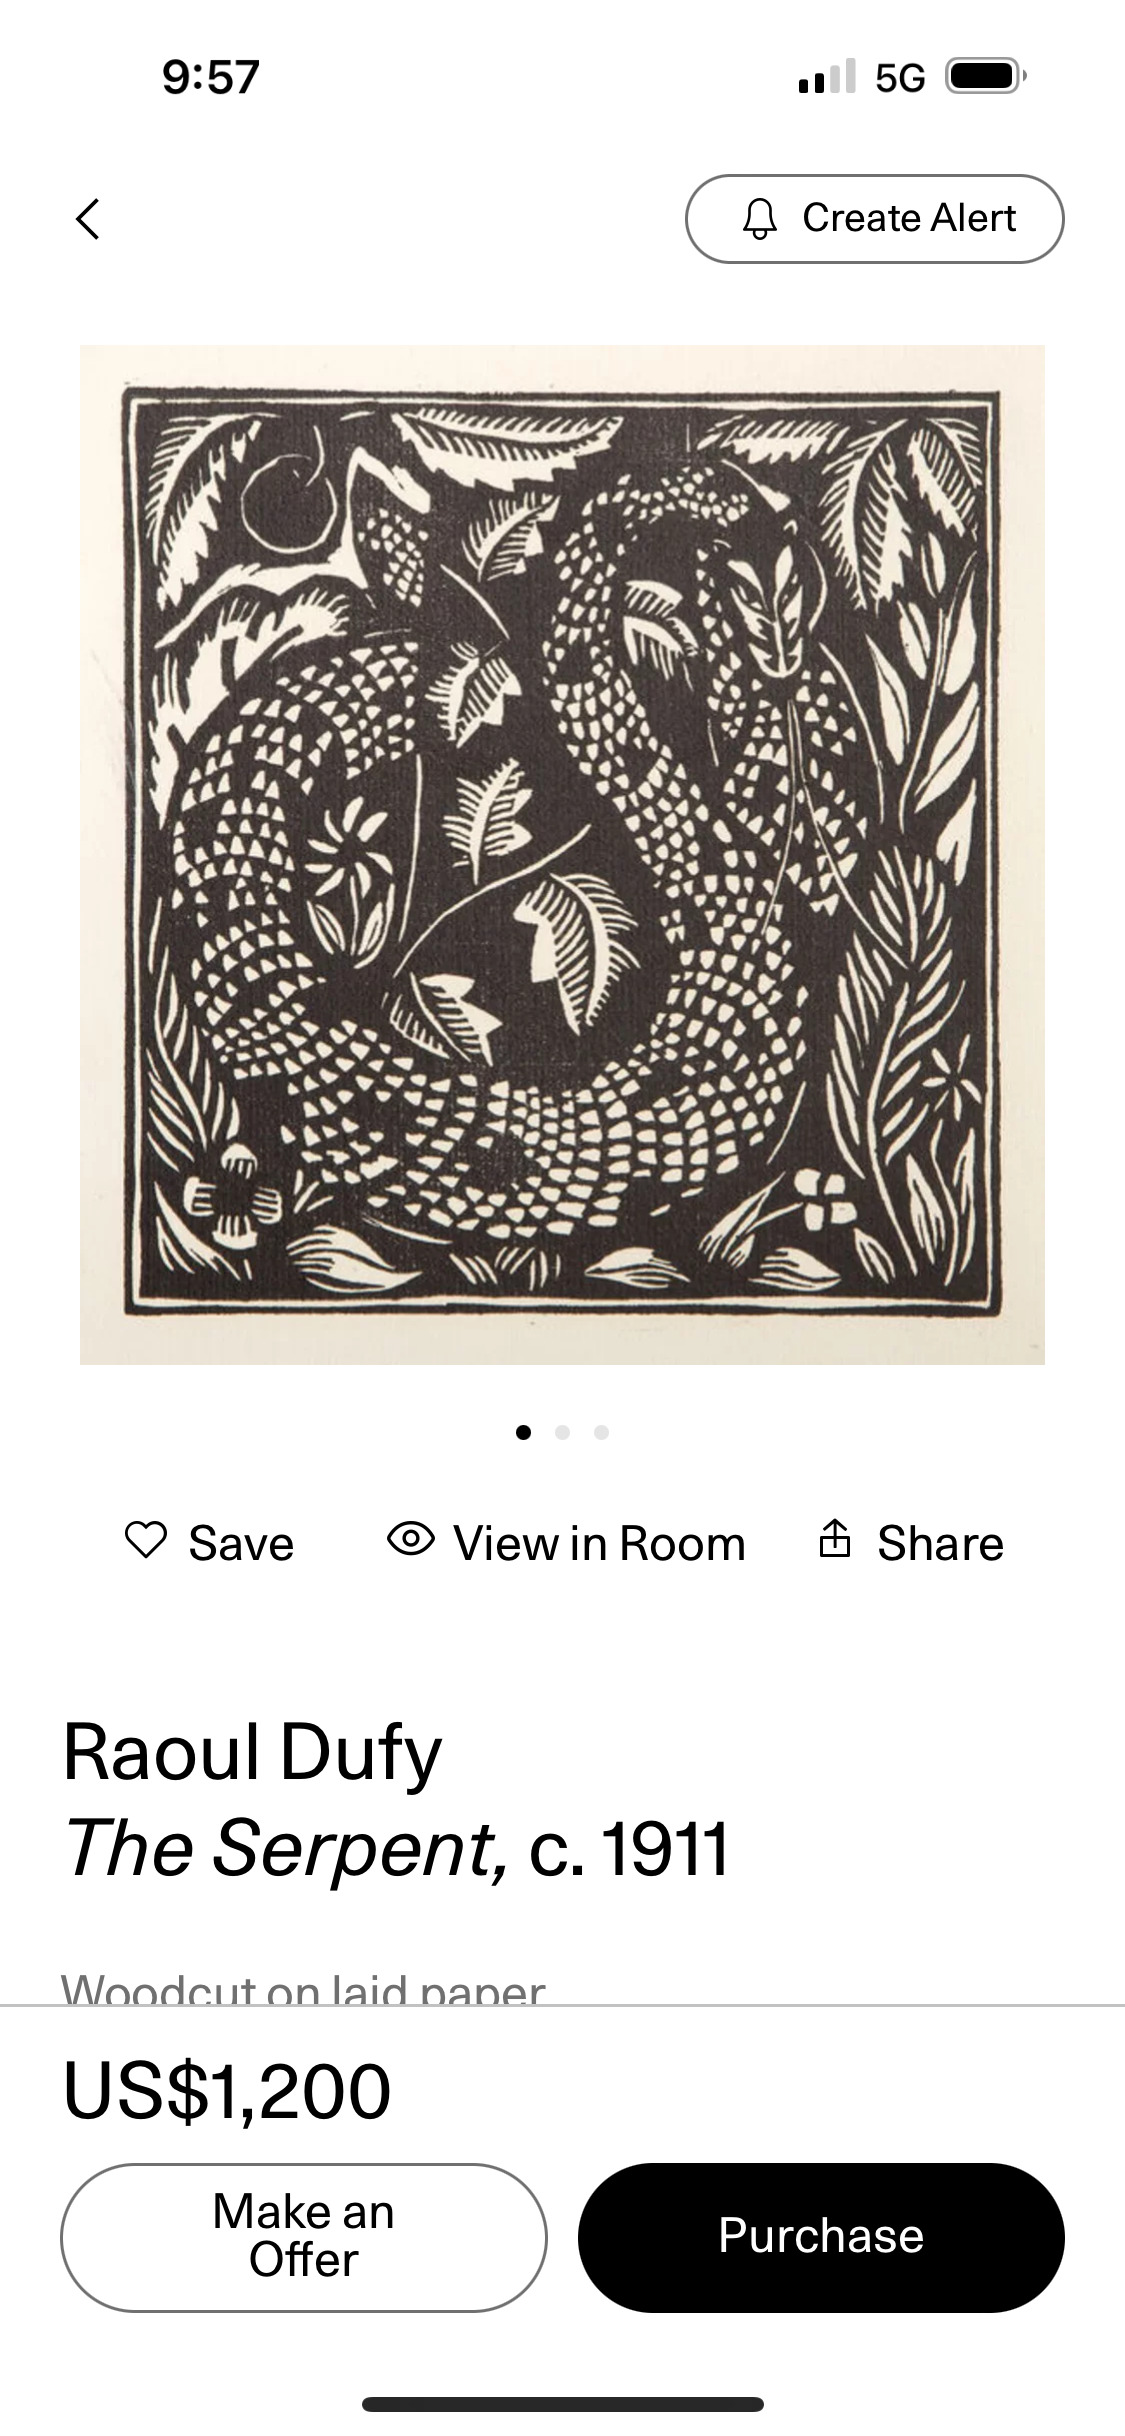 9:57
5G
Create Alert
Save
View in Room
Share
Raoul Dufy
The Serpent, c. 1911
Woodcut on laid paper
US$1,200
Make an
Offer
Purchase